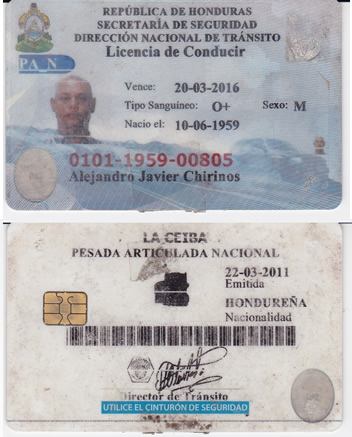 REPÚBLICA DE HONDURAS
SECRETARÍA DE SEGURIDAD
DIRECCIÓN NACIONAL DE TRÁNSITO
Licencia de Conducir
PA_N
Vence: 20-03-2016
Tipo Sanguineo: O+ Sexo: M
Nacio el: 10-06-1959
0101-1959-00805
Alejandro Javier Chirinos
LA CEIBA
PESADA ARTICULADA NACIONAL
22-03-2011
Emitida
HONDUREÑA
Nacionalidad
Director de Tránsito
UTILICE EL CINTURÓN DE SEGURIDAD